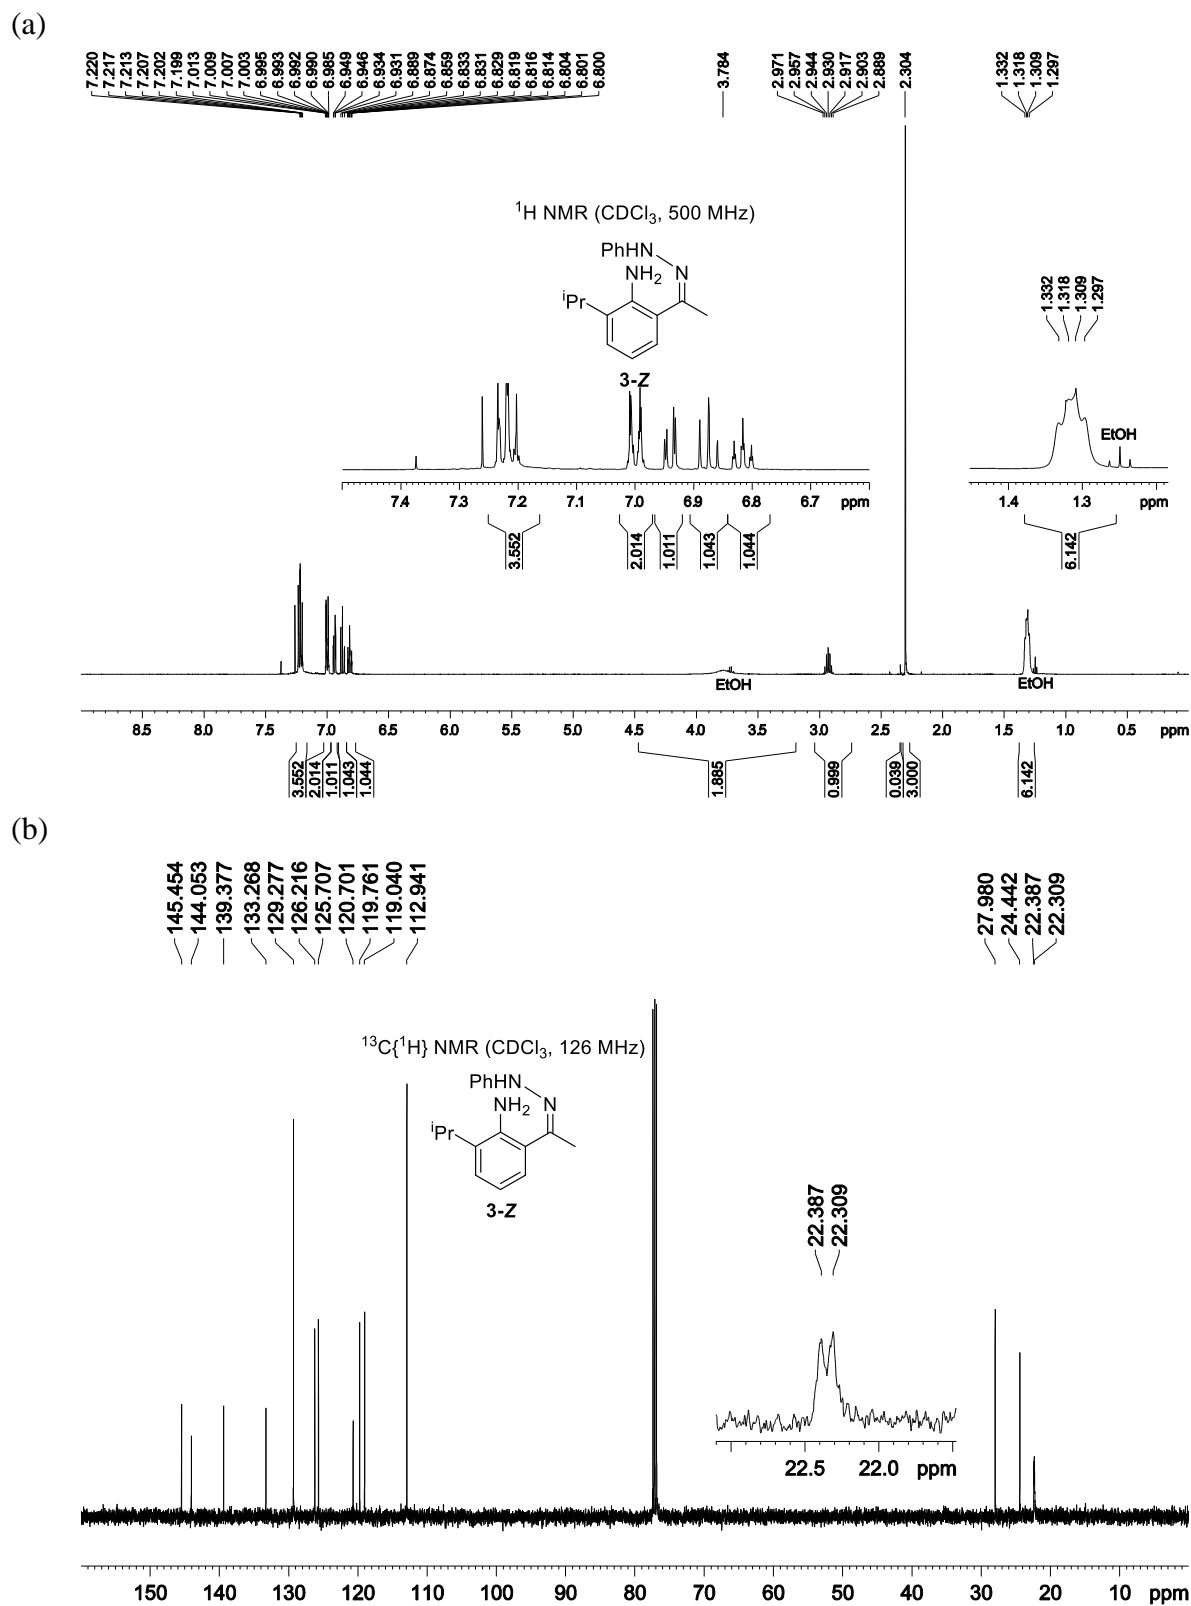 (a)
7.220 7.217 7.213 7.207 7.202 7.199 7.013 7.009 7.007 7.003 6.995 6.993 6.992 6.990 6.985 6.949 6.946 6.934 6.931 6.889 6.874 6.859 6.833 6.831 6.829 6.819 6.816 6.814 6.804 6.801 6.800 3.784 2.971 2.957 2.944 2.930 2.917 2.903 2.889 2.304 1.332 1.318 1.309 1.297
¹H NMR (CDCl₃, 500 MHz)
PhHN
NH₂ N
ⁱPr
3-Z
1.332 1.318 1.309 1.297
EtOH
7.4 7.3 7.2 7.1 7.0 6.9 6.8 6.7 ppm
1.4 1.3 ppm
3.552 2.014 1.011 1.043 1.044 6.142
EtOH EtOH
8.5 7.5 7.0 6.5 6.0 5.5 5.0 4.5 4.0 3.5 3.0 2.5 2.0 1.5 1.0 0.5 ppm
3.552 2.014 1.011 1.043 1.044 1.885 0.999 0.039 3.000 6.142
(b)
145.454 144.053 139.377 133.268 129.277 126.216 125.707 120.701 119.761 119.040 112.941 27.980 24.442 22.387 22.309
¹³C{¹H} NMR (CDCl₃, 126 MHz)
PhHN
NH₂ N
ⁱPr
3-Z
22.387 22.309
22.5 22.0 ppm
150 140 130 120 110 100 90 80 70 60 50 40 30 20 10 ppm